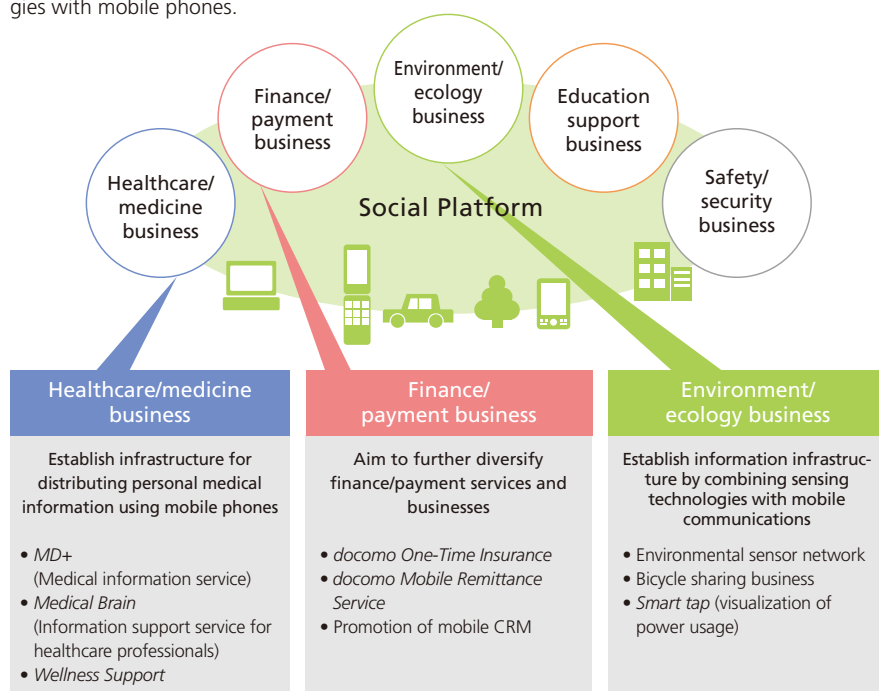 gies with mobile phones.
Environment/
ecology
business
Finance/
payment
business
Education
support
business
Healthcare/
medicine
business
Safety/
security
business
Social Platform
Healthcare/medicine
business
Establish infrastructure for
distributing personal medical
information using mobile phones
• MD+
(Medical information service)
• Medical Brain
(Information support service for
healthcare professionals)
• Wellness Support
Finance/
payment business
Aim to further diversify
finance/payment services and
businesses
• docomo One-Time Insurance
• docomo Mobile Remittance
Service
• Promotion of mobile CRM
Environment/
ecology business
Establish information infrastruc-
ture by combining sensing
technologies with mobile
communications
• Environmental sensor network
• Bicycle sharing business
• Smart tap (visualization of
power usage)